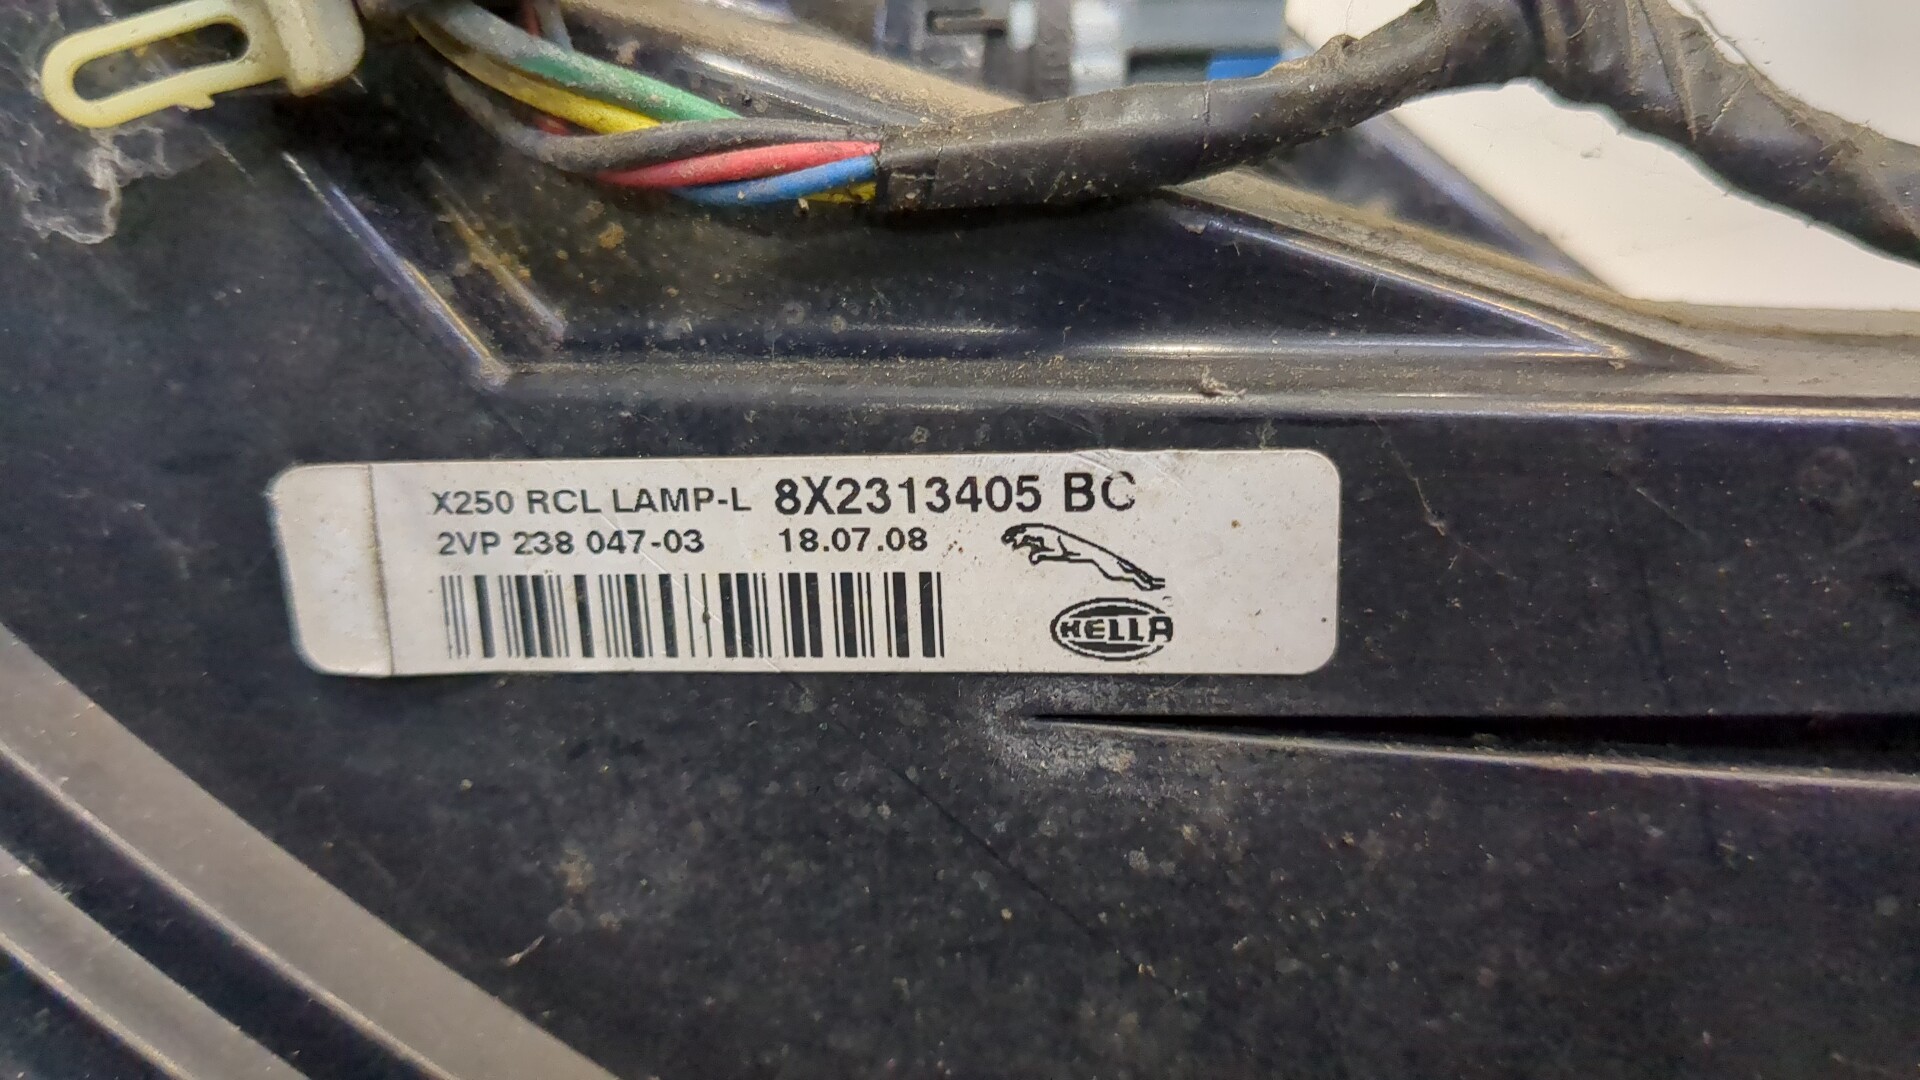 X250 RCL LAMP-L 8X2313405 BC
2VP 238 047-03 18.07.08
HELLA